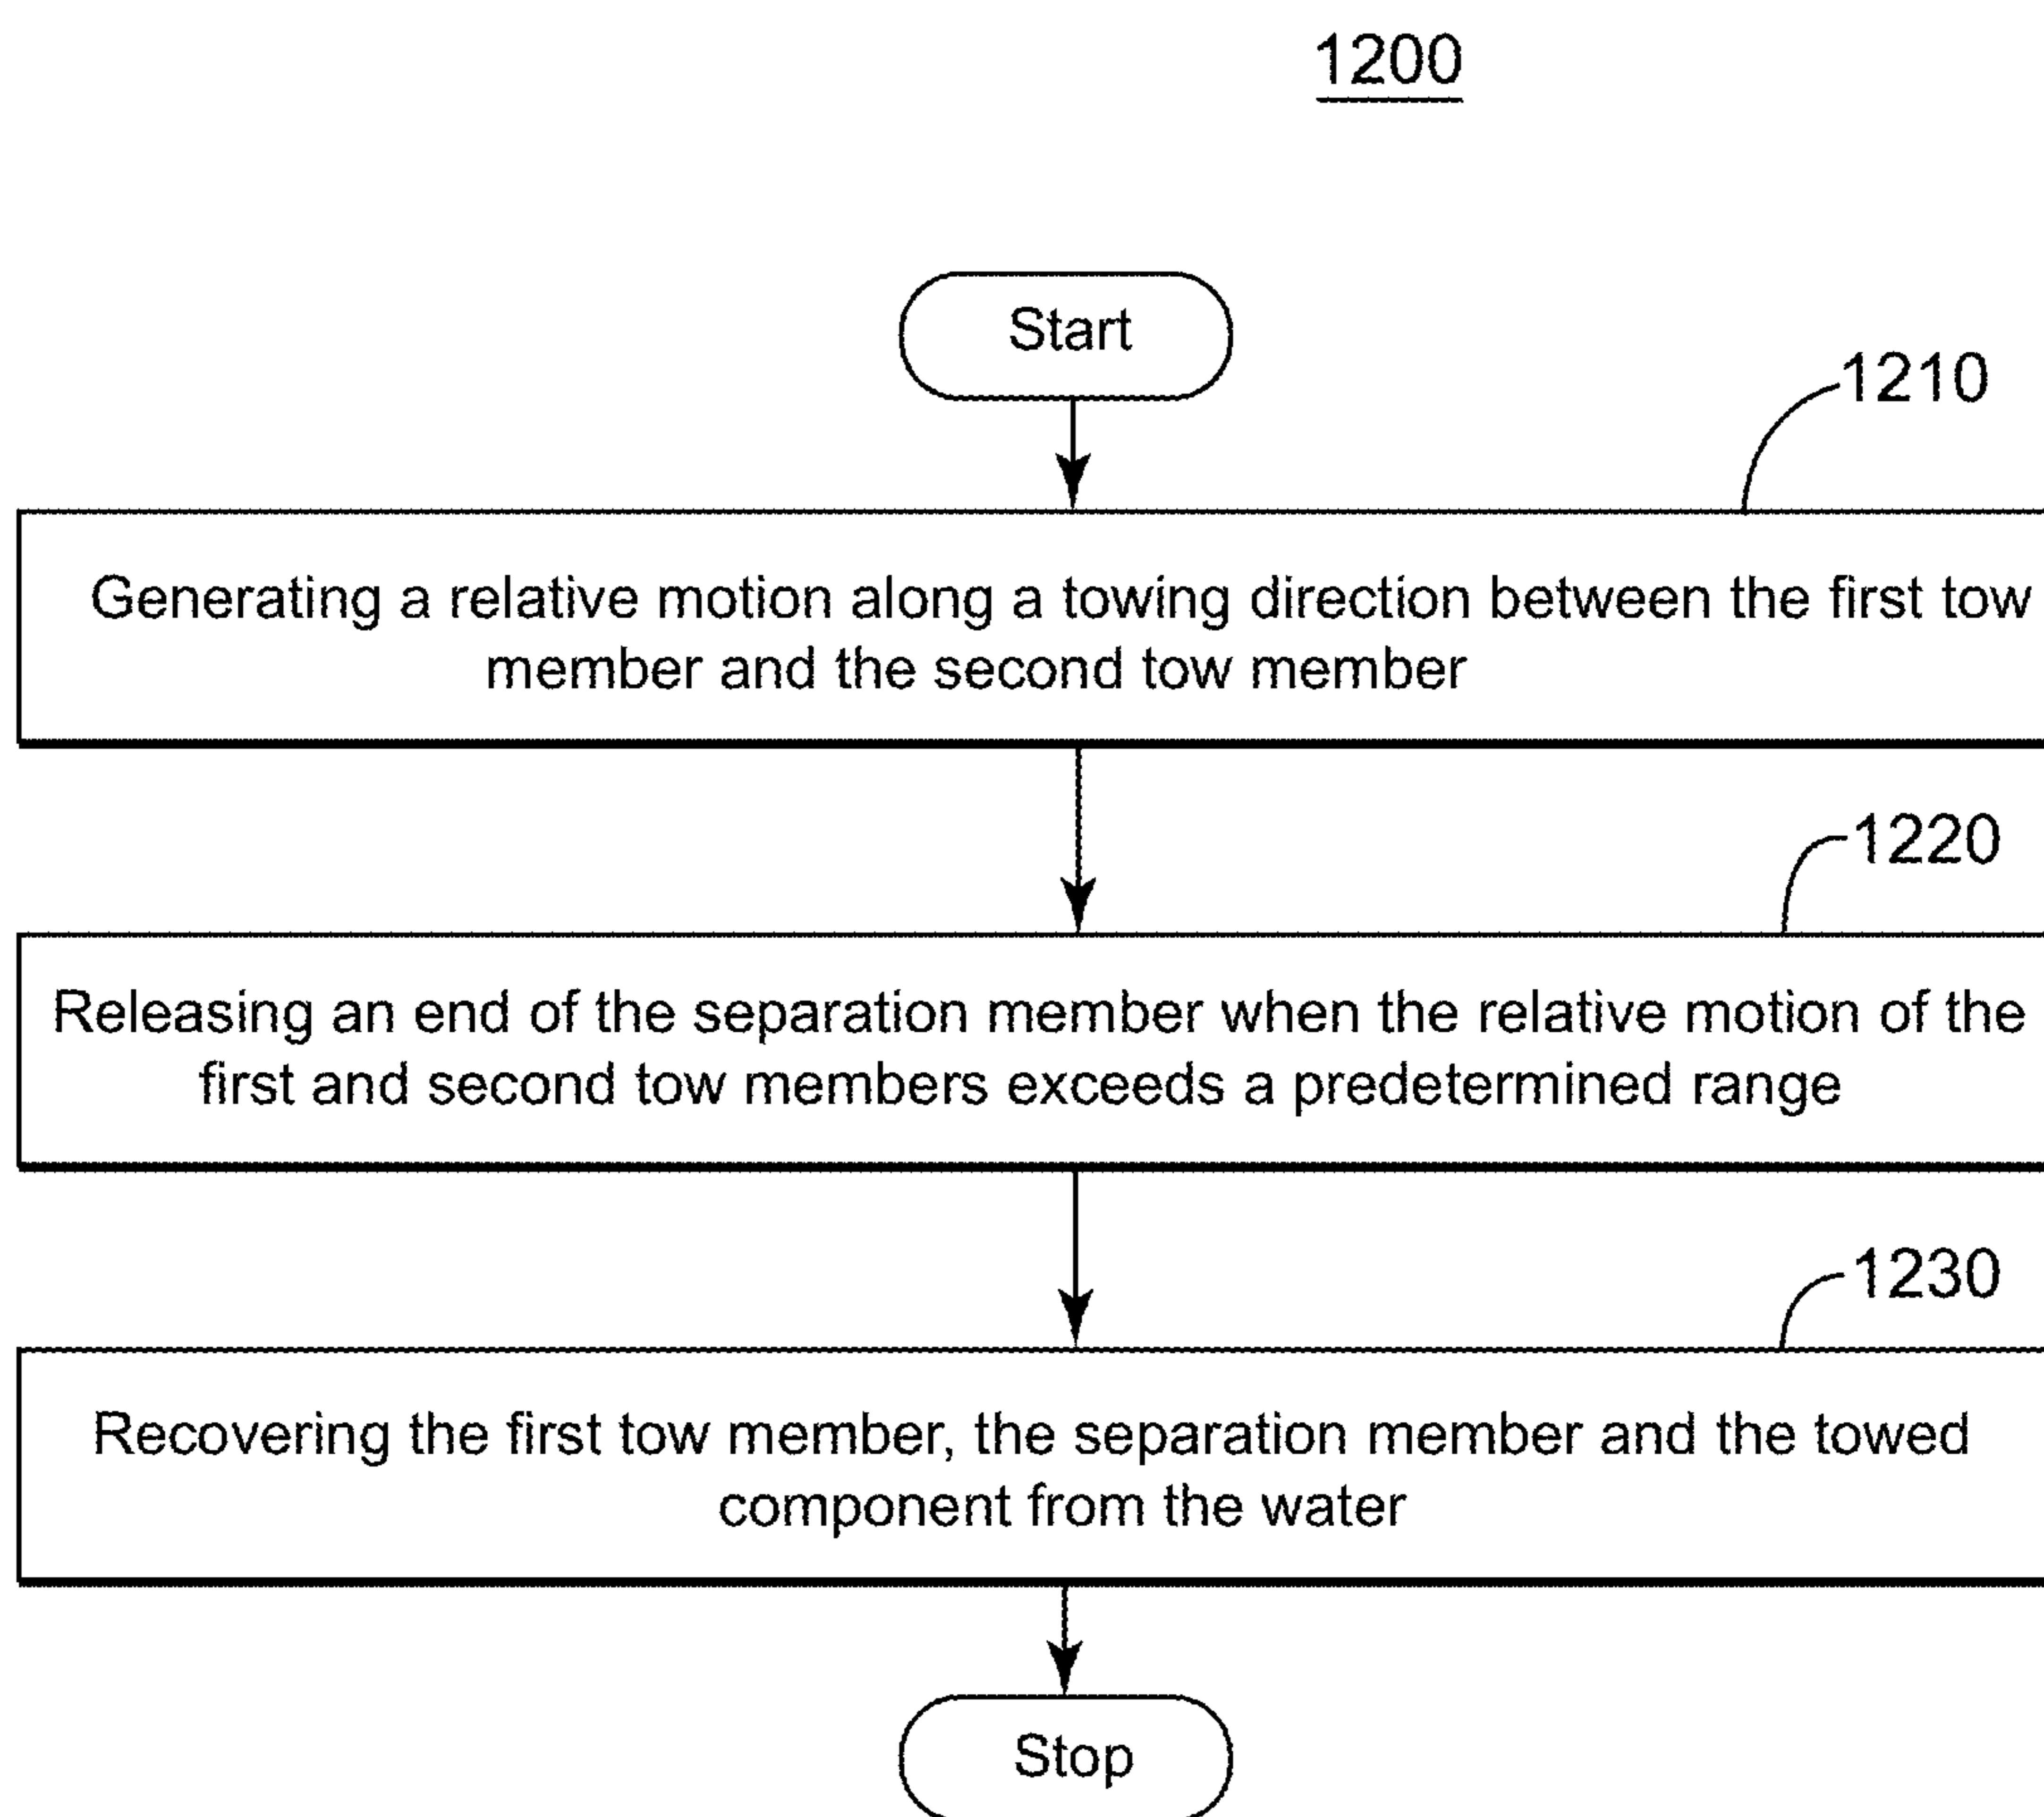 1200
Start
1210
Generating a relative motion along a towing direction between the first tow
member and the second tow member
1220
Releasing an end of the separation member when the relative motion of the
first and second tow members exceeds a predetermined range
1230
Recovering the first tow member, the separation member and the towed
component from the water
Stop